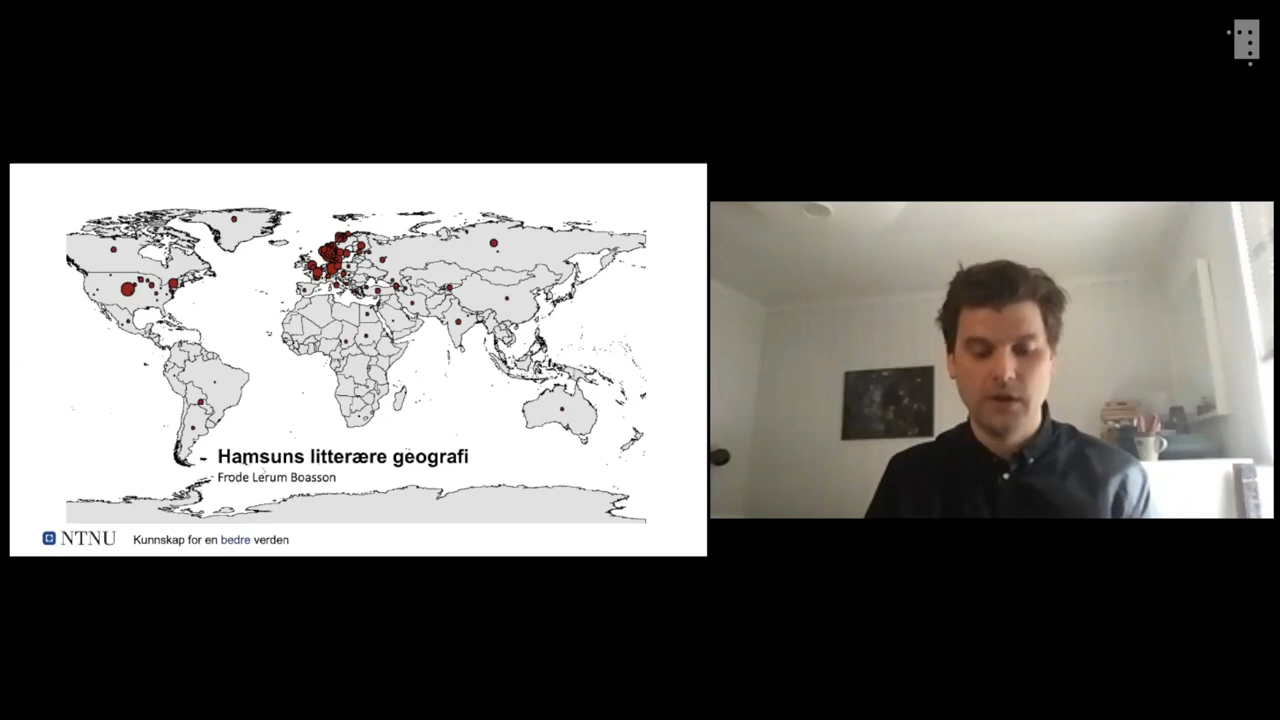 Hamsuns litterære geografi
Frode Lerum Boasson
NTNU Kunnskap for en bedre verden